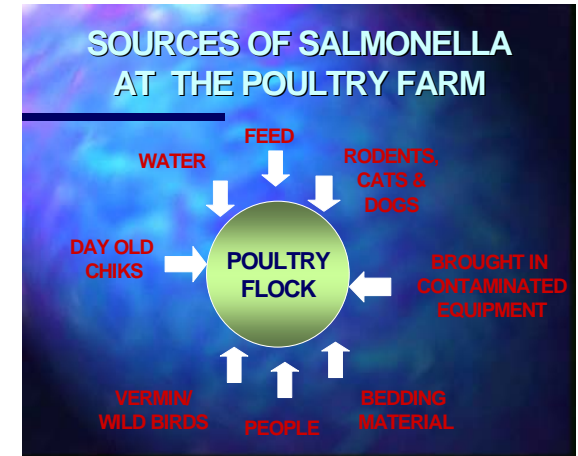 SOURCES OF SALMONELLA
AT THE POULTRY FARM
FEED
WATER
RODENTS,
CATS &
DOGS
DAY OLD
CHIKS
POULTRY
FLOCK
BROUGHT IN
CONTAMINATED
EQUIPMENT
VERMIN/
WILD BIRDS
PEOPLE
BEDDING
MATERIAL